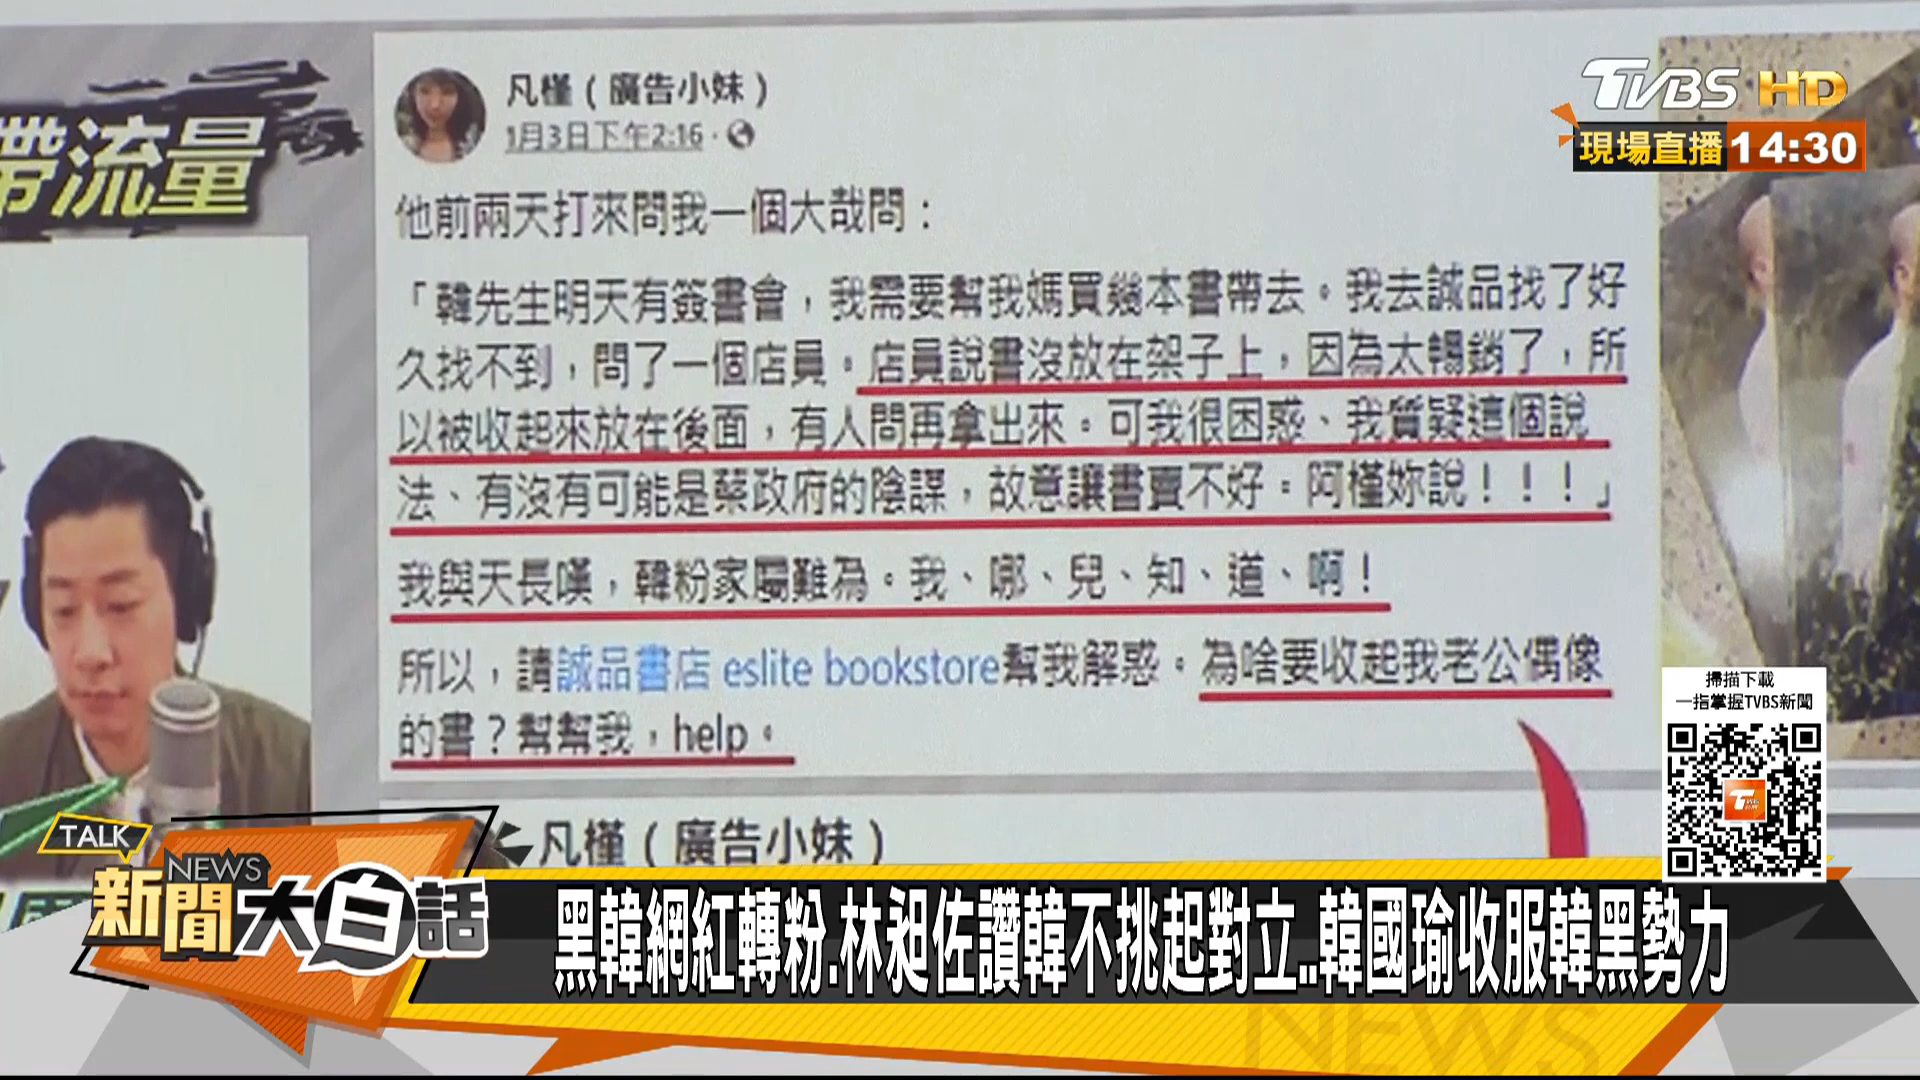 TVBS HD
現場直播 14:30
帶流量
凡槿（廣告小妹）
1月3日下午2:16
他前兩天打來問我一個大哉問：
「韓先生明天有簽書會，我需要幫我媽買幾本書帶去。我去誠品找了好
久找不到，問了一個店員。店員說書沒放在架子上，因為太暢銷了，所
以被收起來放在後面，有人問再拿出來。可我很困惑、我質疑這個說
法、有沒有可能是蔡政府的陰謀，故意讓書賣不好。阿槿妳說！！！」
我與天長嘆，韓粉家屬難為。我、哪、兒、知、道、啊！
所以，請誠品書店 eslite bookstore幫我解惑。為啥要收起我老公偶像
的書？幫幫我，help。
凡槿（廣告小妹）
掃描下載
一指掌握TVBS新聞
TALK
NEWS
新聞大白話
黑韓網紅轉粉.林昶佐讚韓不挑起對立..韓國瑜收服韓黑勢力
NEWS